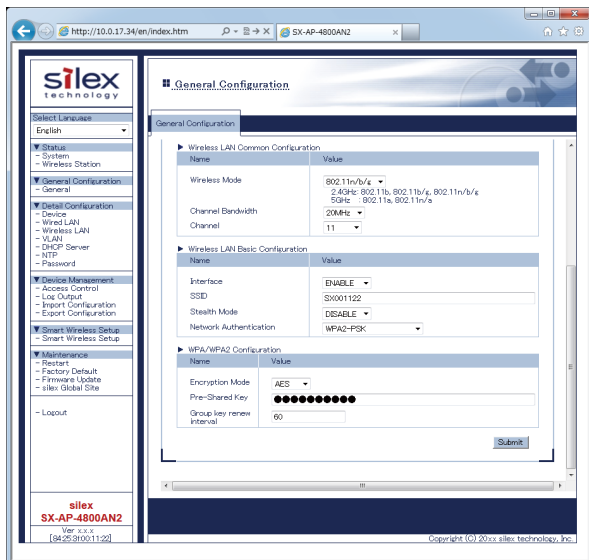 http://10.0.17.34/en/index.htm
SX-AP-4800AN2
silex
technology
General Configuration
Select Language
English
General Configuration
▼ Status
– System
– Wireless Station
▼ General Configuration
– General
▼ Detail Configuration
– Device
– Wired LAN
– Wireless LAN
– VLAN
– DHCP Server
– NTP
– Password
▼ Device Management
– Access Control
– Log Output
– Import Configuration
– Export Configuration
▼ Smart Wireless Setup
– Smart Wireless Setup
▼ Maintenance
– Restart
– Factory Default
– Firmware Update
– silex Global Site
– Logout
silex
SX-AP-4800AN2
Ver x.x.x
[84:25:3f:00:11:22]
▶ Wireless LAN Common Configuration
Name Value
Wireless Mode 802.11n/b/g
2.4GHz: 802.11b, 802.11b/g, 802.11n/b/g
5GHz : 802.11a, 802.11n/a
Channel Bandwidth 20MHz
Channel 11
▶ Wireless LAN Basic Configuration
Name Value
Interface ENABLE
SSID SX001122
Stealth Mode DISABLE
Network Authentication WPA2-PSK
▶ WPA/WPA2 Configuration
Name Value
Encryption Mode AES
Pre-Shared Key ●●●●●●●●●●
Group key renew interval 60
Submit
Copyright (C) 20xx silex technology, Inc.